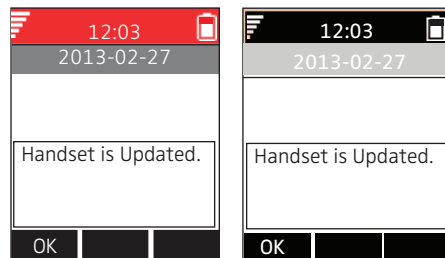 12:03
2013-02-27
Handset is Updated.
OK
12:03
2013-02-27
Handset is Updated.
OK